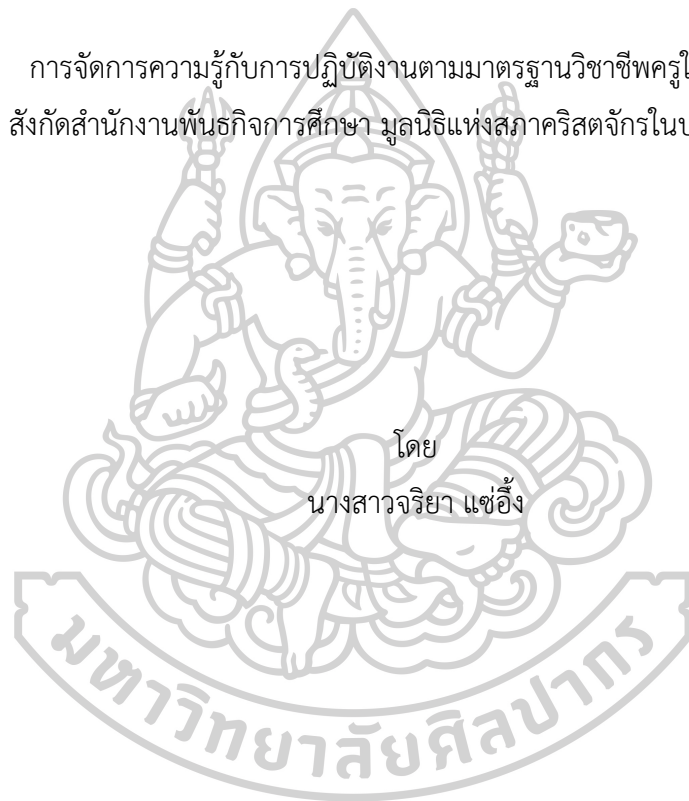 การจัดการความรู้กับการปฏิบัติงานตามมาตรฐานวิชาชีพครู
สังกัดสำนักงานพันธกิจการศึกษา มูลนิธิแห่งสภาคริสตจักรใน
โดย
นางสาวจริยา แซ่อึ้ง
มหาวิทยาลัยศิลปากร